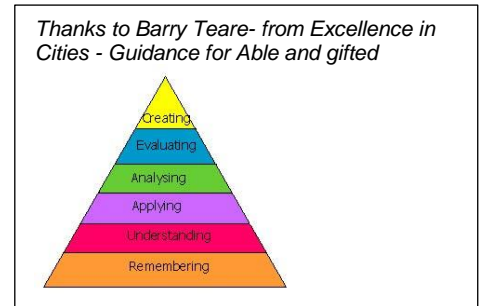 Thanks to Barry Teare- from Excellence in
Cities - Guidance for Able and gifted
Creating
Evaluating
Analysing
Applying
Understanding
Remembering